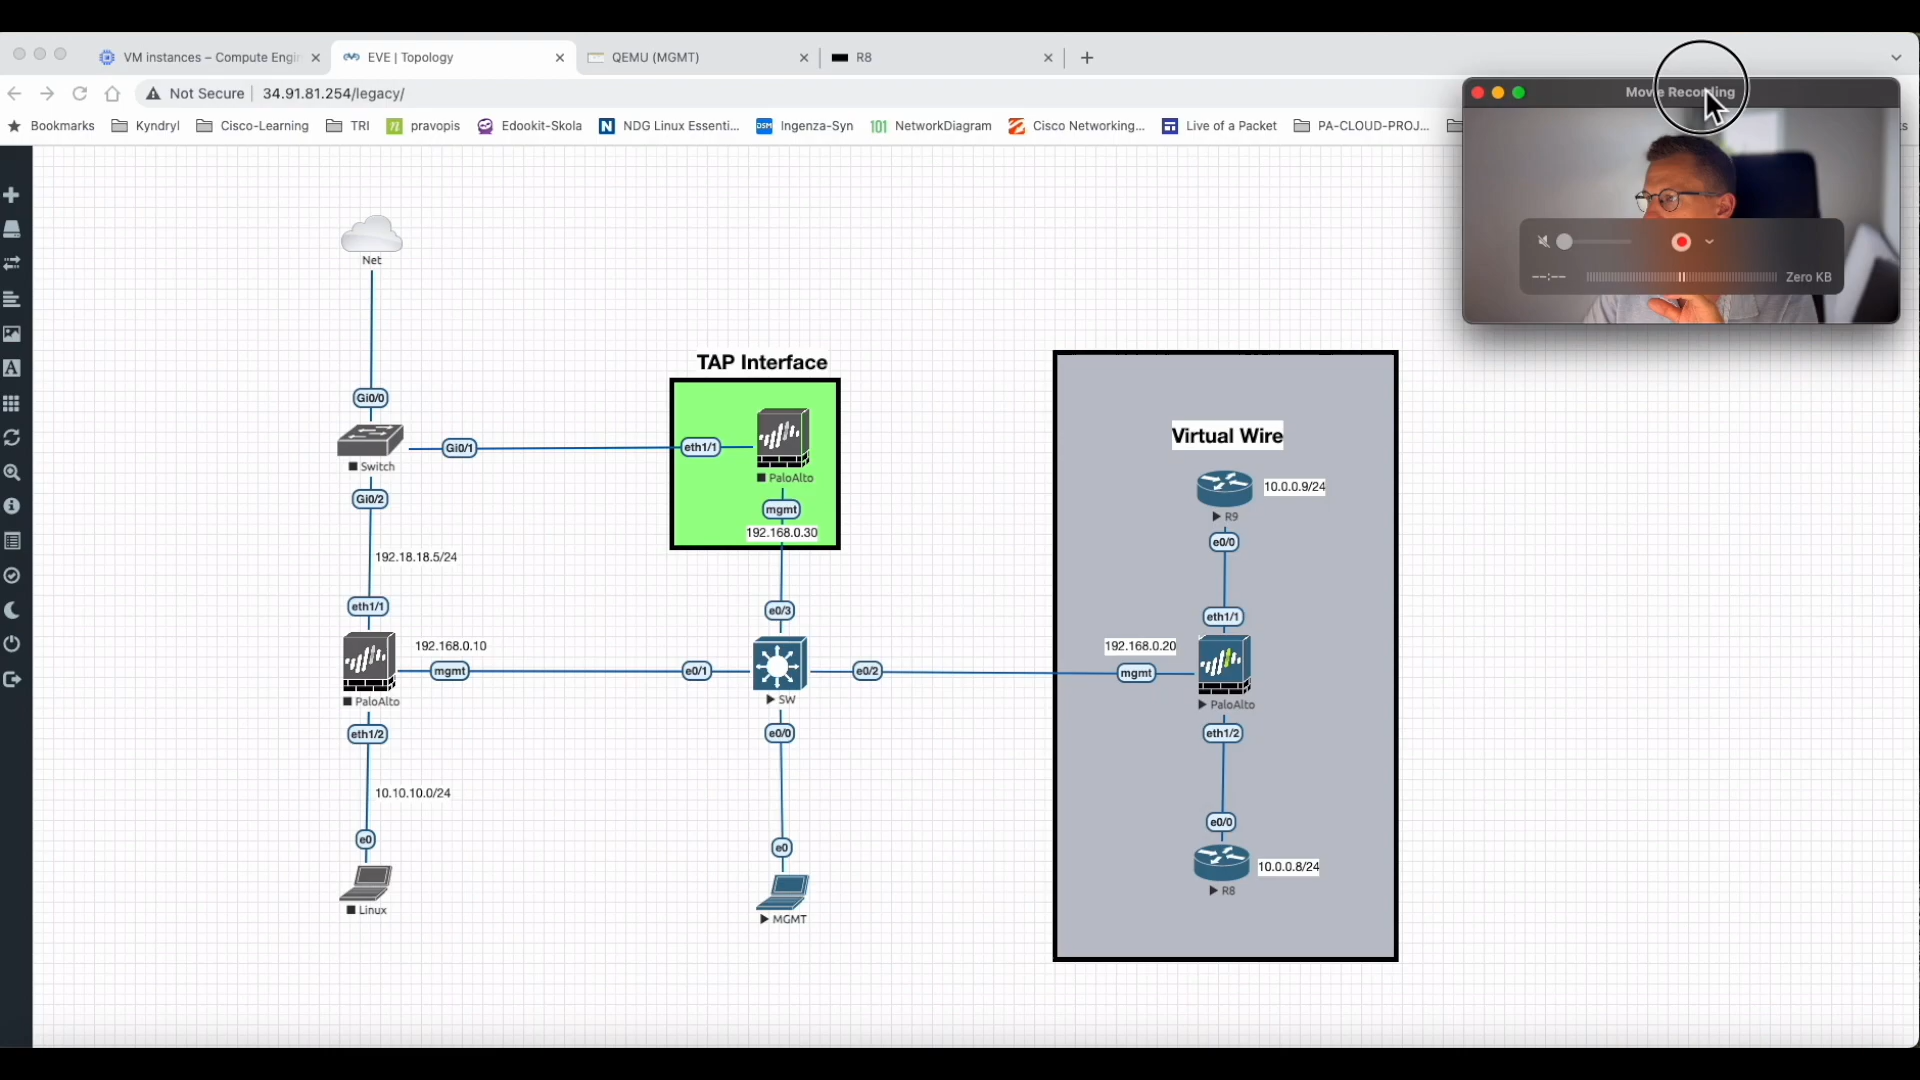 VM instances – Compute Engin
EVE | Topology
QEMU (MGMT)
R8
Not Secure
34.91.81.254/legacy/
Bookmarks
Kyndryl
Cisco-Learning
TRI
pravopis
Edookit-Skola
NDG Linux Essenti...
Ingenza-Syn
101 NetworkDiagram
Cisco Networking...
Live of a Packet
PA-CLOUD-PROJ...
Movie Recording
--:--
Zero KB
Net
Gi0/0
Switch
Gi0/1
Gi0/2
192.18.18.5/24
eth1/1
PaloAlto
192.168.0.10
mgmt
eth1/2
10.10.10.0/24
e0
Linux
TAP Interface
eth1/1
PaloAlto
mgmt
192.168.0.30
e0/3
e0/1
SW
e0/2
e0/0
e0
MGMT
Virtual Wire
10.0.0.9/24
R9
e0/0
eth1/1
192.168.0.20
mgmt
PaloAlto
eth1/2
e0/0
10.0.0.8/24
R8